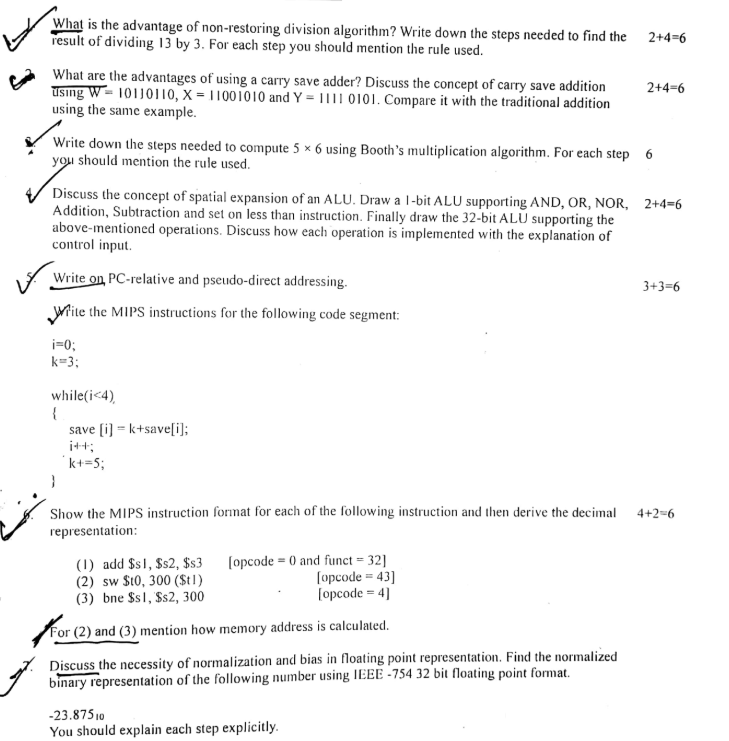 What is the advantage of non-restoring division algorithm? Write down the steps needed to find the 2+4=6
result of dividing 13 by 3. For each step you should mention the rule used.
What are the advantages of using a carry save adder? Discuss the concept of carry save addition 2+4=6
using W = 10110110, X = 11001010 and Y = 1111 0101. Compare it with the traditional addition
using the same example.
Write down the steps needed to compute 5 × 6 using Booth's multiplication algorithm. For each step 6
you should mention the rule used.
4. Discuss the concept of spatial expansion of an ALU. Draw a 1-bit ALU supporting AND, OR, NOR, 2+4=6
Addition, Subtraction and set on less than instruction. Finally draw the 32-bit ALU supporting the
above-mentioned operations. Discuss how each operation is implemented with the explanation of
control input.
5. Write on PC-relative and pseudo-direct addressing. 3+3=6
Write the MIPS instructions for the following code segment:
i=0;
k=3;
while(i<4)
{
save [i] = k+save[i];
i++;
k+=5;
}
6. Show the MIPS instruction format for each of the following instruction and then derive the decimal 4+2=6
representation:
(1) add $s1, $s2, $s3 [opcode = 0 and funct = 32]
(2) sw $t0, 300 ($t1) [opcode = 43]
(3) bne $s1, $s2, 300 [opcode = 4]
For (2) and (3) mention how memory address is calculated.
7. Discuss the necessity of normalization and bias in floating point representation. Find the normalized
binary representation of the following number using IEEE -754 32 bit floating point format.
-23.875₁₀
You should explain each step explicitly.